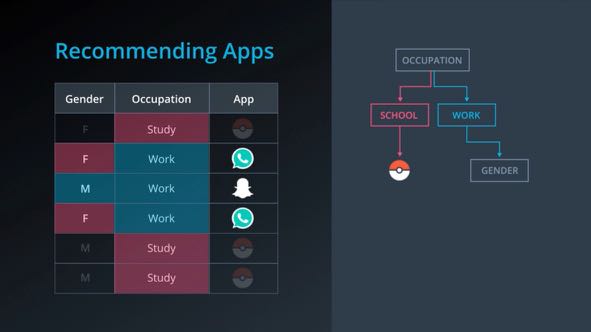 Recommending Apps
Gender Occupation App
F Study
F Work
M Work
F Work
M Study
M Study
OCCUPATION
SCHOOL WORK
GENDER